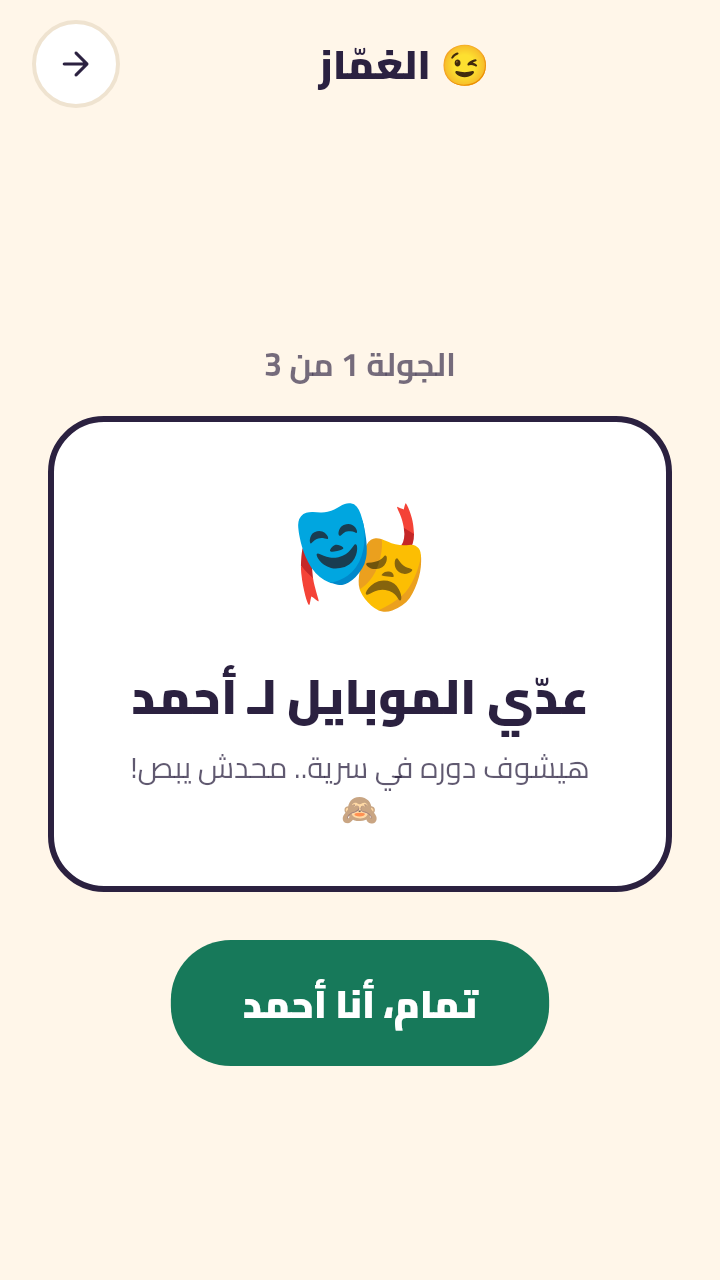 😉 الغمّاز
الجولة 1 من 3
عدّي الموبايل لـ أحمد
هيشوف دوره في سرية.. محدش يبص!
🙈
تمام، أنا أحمد